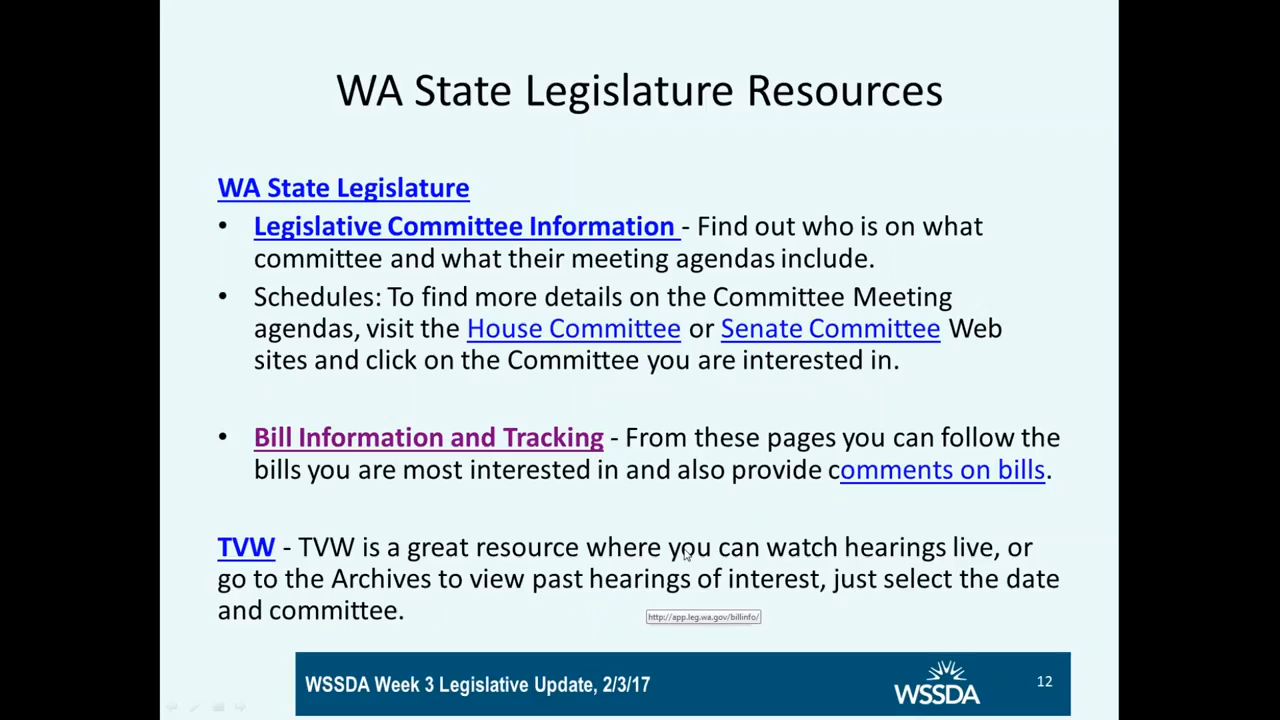 WA State Legislature Resources
WA State Legislature
• Legislative Committee Information - Find out who is on what
committee and what their meeting agendas include.
• Schedules: To find more details on the Committee Meeting
agendas, visit the House Committee or Senate Committee Web
sites and click on the Committee you are interested in.
• Bill Information and Tracking - From these pages you can follow the
bills you are most interested in and also provide comments on bills.
TVW - TVW is a great resource where you can watch hearings live, or
go to the Archives to view past hearings of interest, just select the date
and committee.
http://app.leg.wa.gov/billinfo/
WSSDA Week 3 Legislative Update, 2/3/17
WSSDA
12